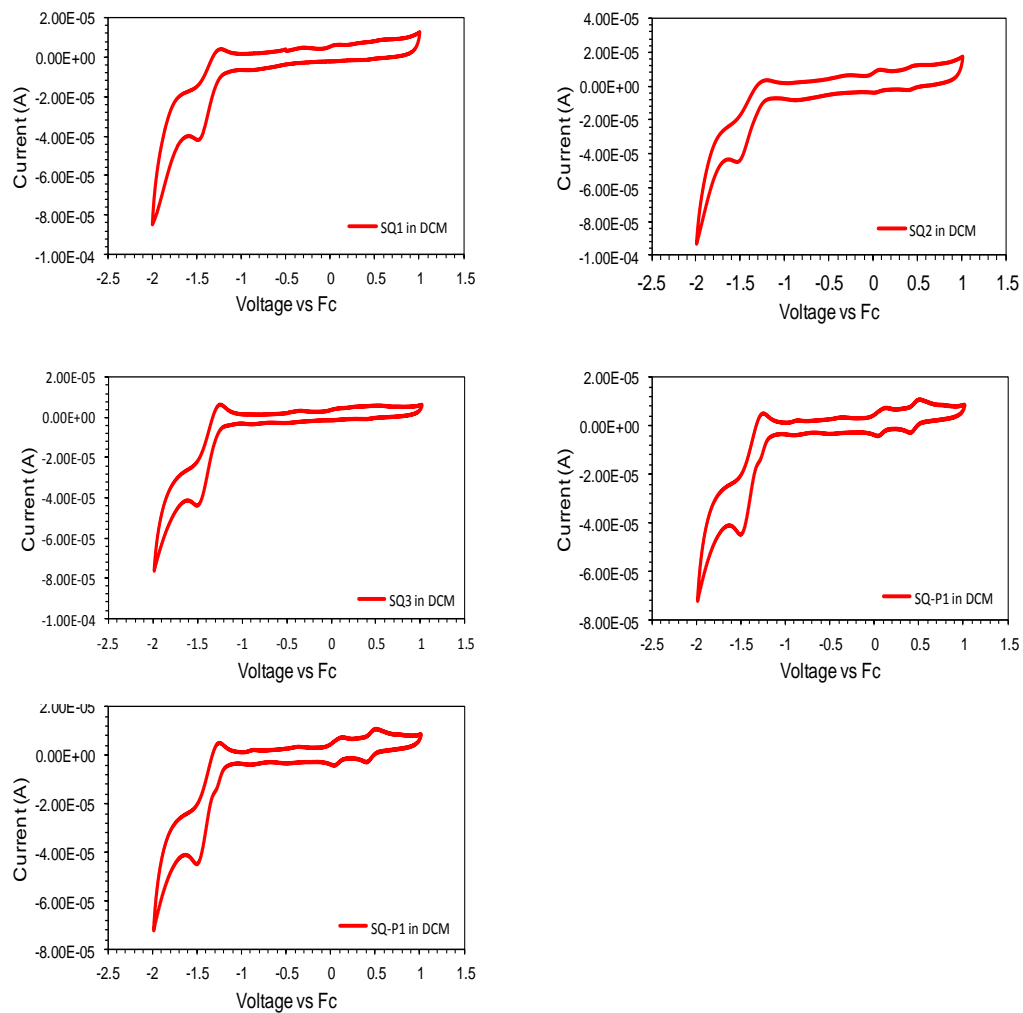 2.00E-05
0.00E+00
-2.00E-05
-4.00E-05
-6.00E-05
-8.00E-05
-1.00E-04
Current (A)
SQ1 in DCM
-2.5 -2 -1.5 -1 -0.5 0 0.5 1 1.5
Voltage vs Fc
4.00E-05
2.00E-05
0.00E+00
-2.00E-05
-4.00E-05
-6.00E-05
-8.00E-05
-1.00E-04
Current (A)
SQ2 in DCM
-2.5 -2 -1.5 -1 -0.5 0 0.5 1 1.5
Voltage vs Fc
2.00E-05
0.00E+00
-2.00E-05
-4.00E-05
-6.00E-05
-8.00E-05
-1.00E-04
Current (A)
SQ3 in DCM
-2.5 -2 -1.5 -1 -0.5 0 0.5 1 1.5
Voltage vs Fc
2.00E-05
0.00E+00
-2.00E-05
-4.00E-05
-6.00E-05
-8.00E-05
Current (A)
SQ-P1 in DCM
-2.5 -2 -1.5 -1 -0.5 0 0.5 1 1.5
Voltage vs Fc
2.00E-05
0.00E+00
-2.00E-05
-4.00E-05
-6.00E-05
-8.00E-05
Current (A)
SQ-P1 in DCM
-2.5 -2 -1.5 -1 -0.5 0 0.5 1 1.5
Voltage vs Fc